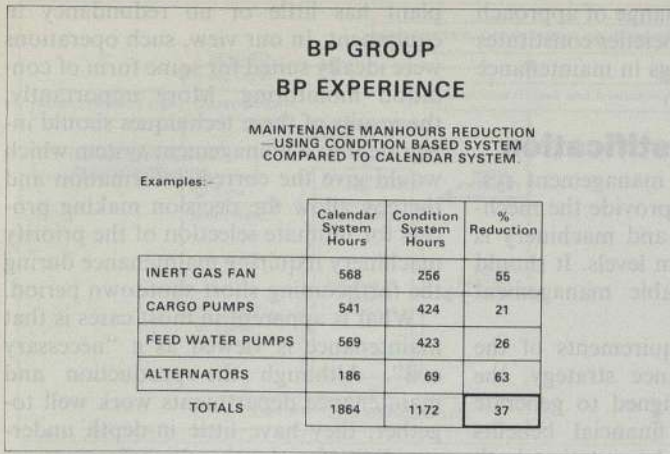 BP GROUP
BP EXPERIENCE
MAINTENANCE MANHOURS REDUCTION
—USING CONDITION BASED SYSTEM
COMPARED TO CALENDAR SYSTEM.
Examples:-
Calendar System Hours Condition System Hours % Reduction
INERT GAS FAN 568 256 55
CARGO PUMPS 541 424 21
FEED WATER PUMPS 569 423 26
ALTERNATORS 186 69 63
TOTALS 1864 1172 37